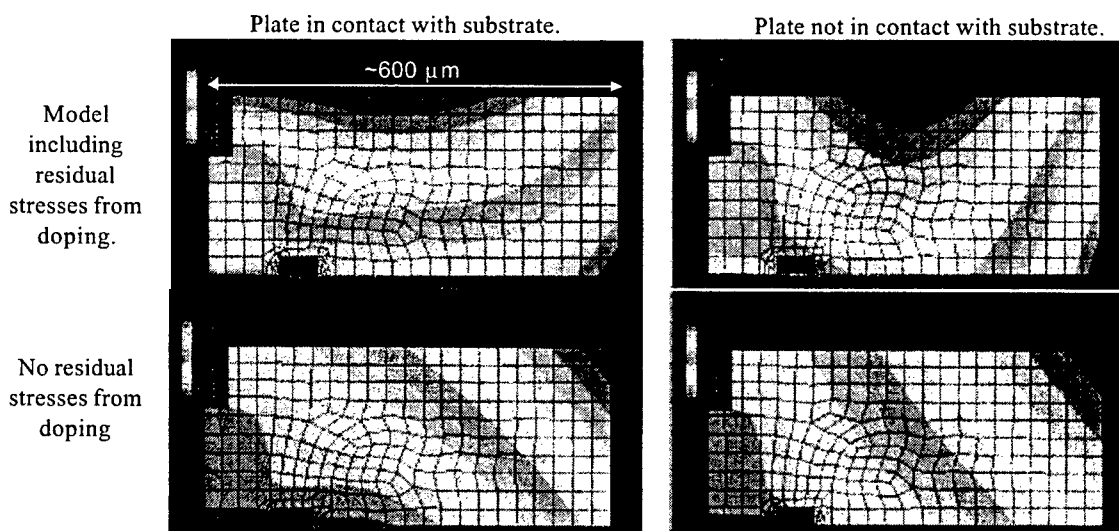 Plate in contact with substrate.
Plate not in contact with substrate.
~600 μm
Model
including
residual
stresses from
doping.
No residual
stresses from
doping